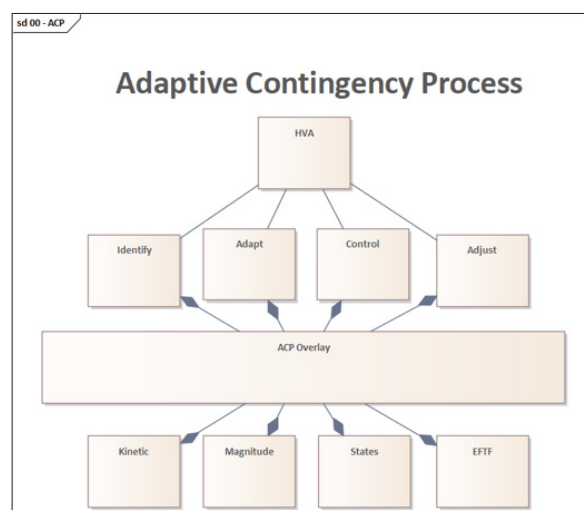 sd 00 - ACP
Adaptive Contingency Process
HVA
Identify
Adapt
Control
Adjust
ACP Overlay
Kinetic
Magnitude
States
EFTF